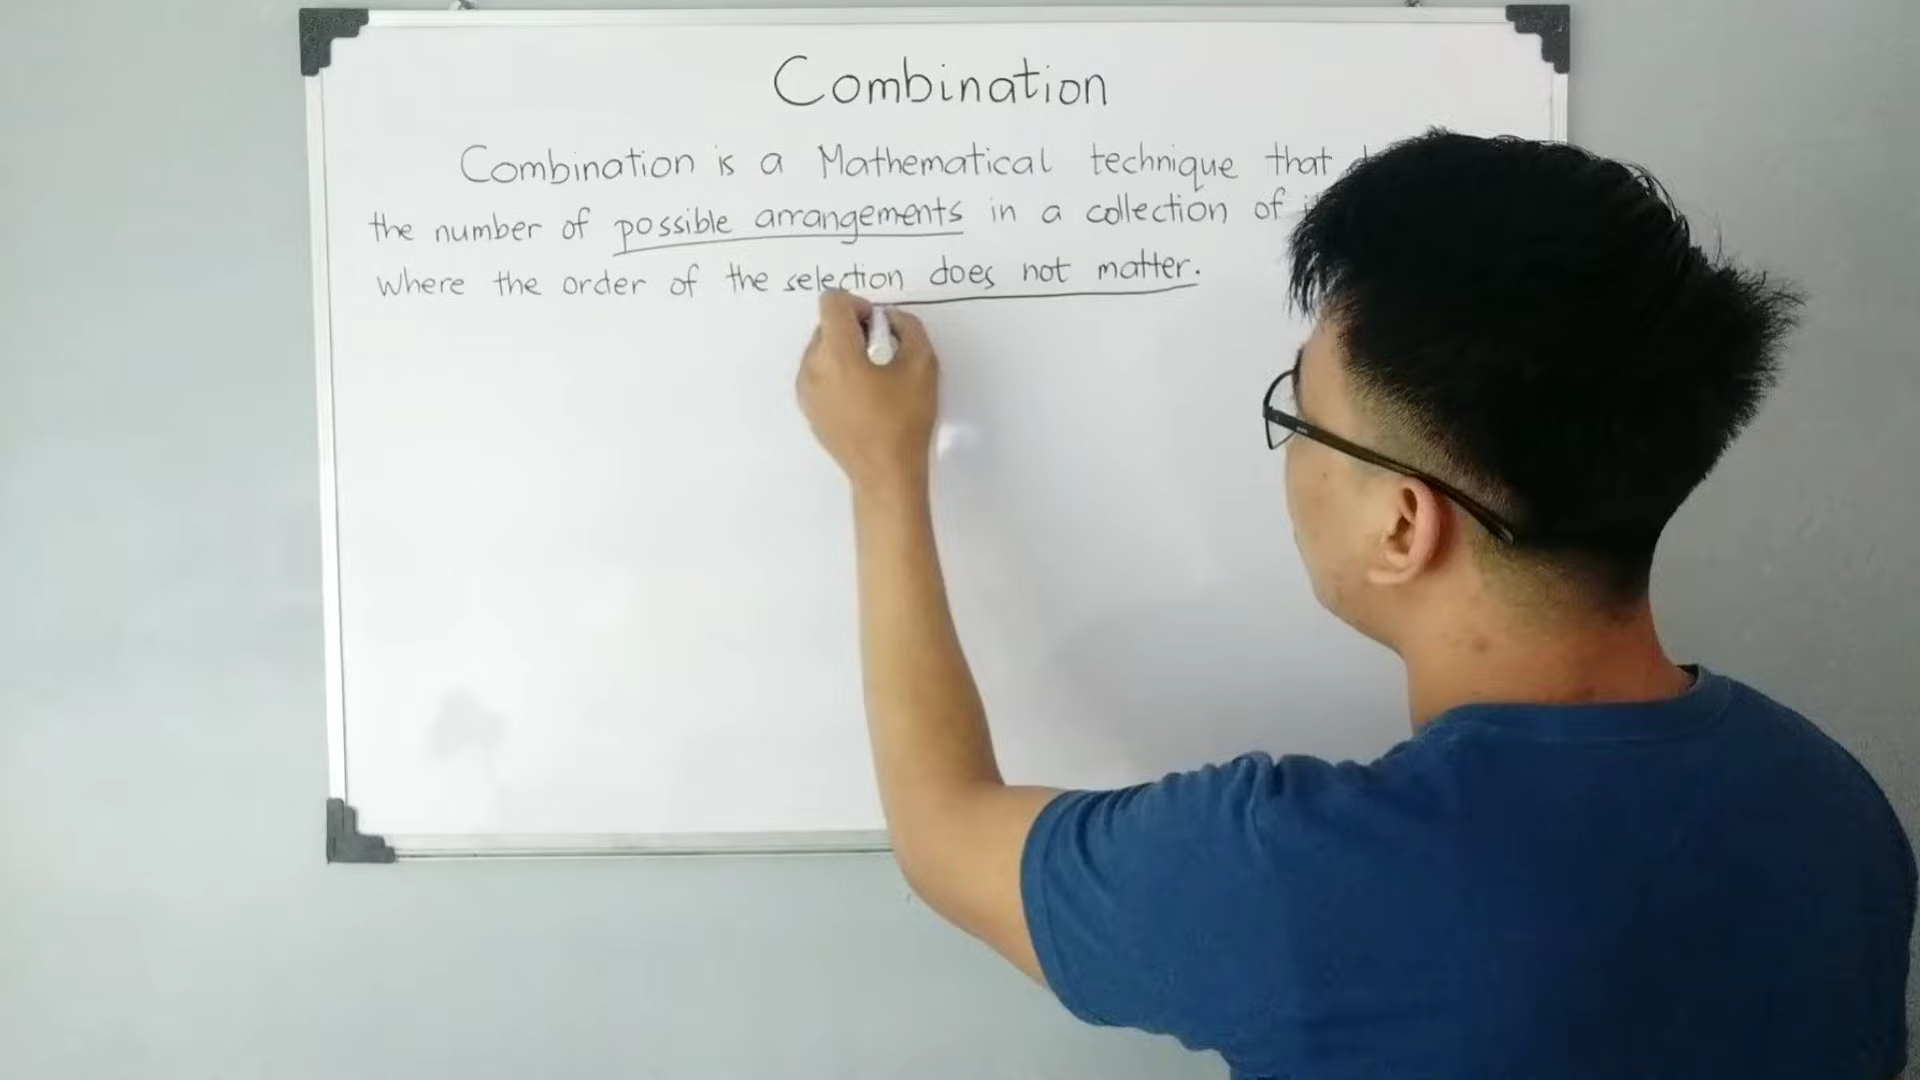 Combination
Combination is a Mathematical technique that
the number of possible arrangements in a collection of
Where the order of the selection does not matter.